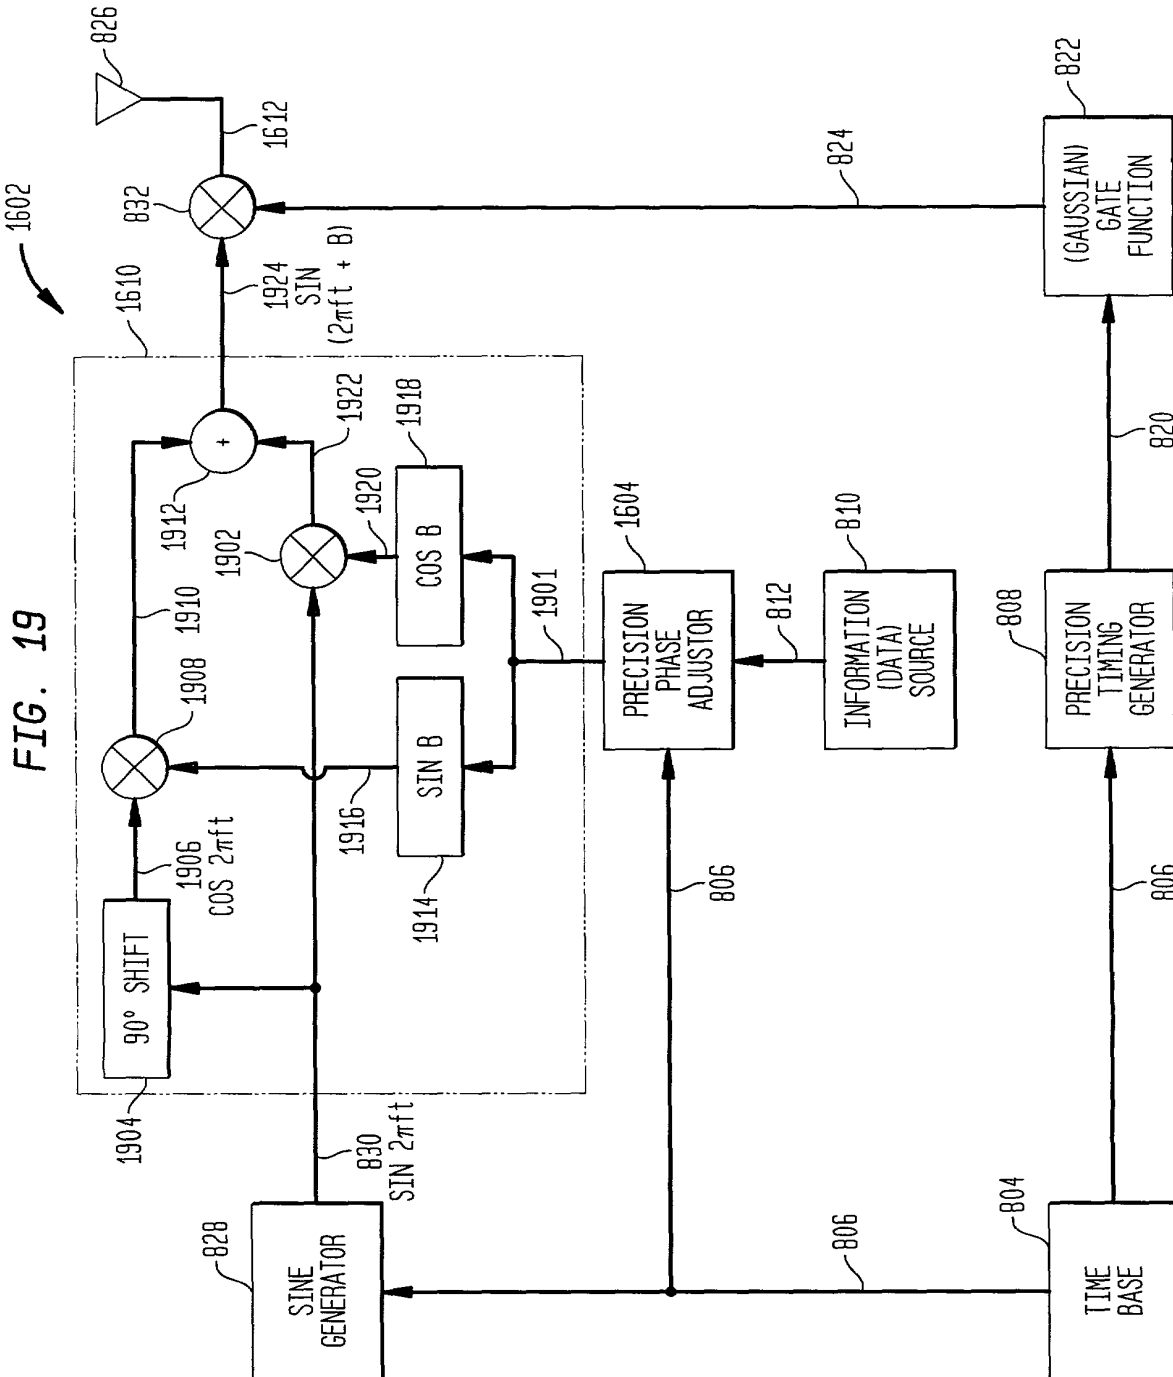 FIG. 19
1602
826
832
1612
1610
1924
SIN
(2πft + B)
824
822
(GAUSSIAN)
GATE
FUNCTION
820
1912
+
1922
1910
1902
1920
1918
COS B
1908
1906
COS 2πft
1916
SIN B
1914
90° SHIFT
1904
1901
1604
PRECISION
PHASE
ADJUSTOR
812
810
INFORMATION
(DATA)
SOURCE
808
PRECISION
TIMING
GENERATOR
806
806
830
SIN 2πft
828
SINE
GENERATOR
806
804
TIME
BASE